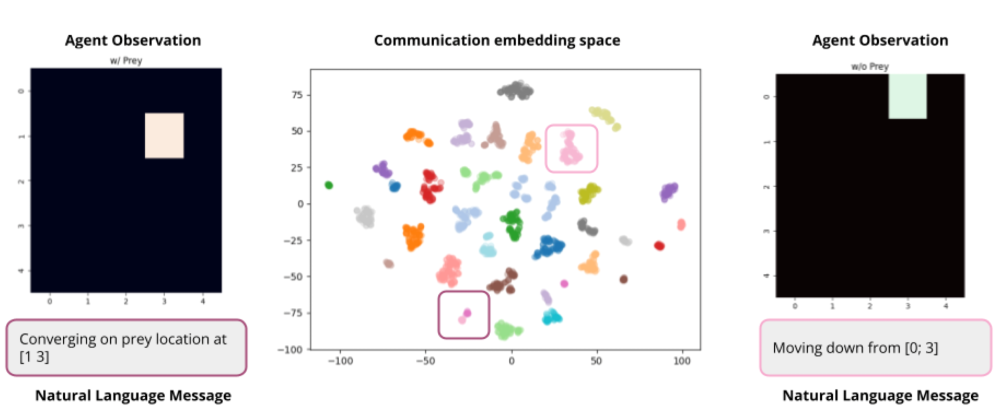 Agent Observation
w/ Prey
0
1
2
3
4
0 1 2 3 4
Converging on prey location at
[1 3]
Natural Language Message
Communication embedding space
75
50
25
0
−25
−50
−75
−100
−100 −50 0 50 100
Agent Observation
w/o Prey
0
1
2
3
4
0 1 2 3 4
Moving down from [0; 3]
Natural Language Message